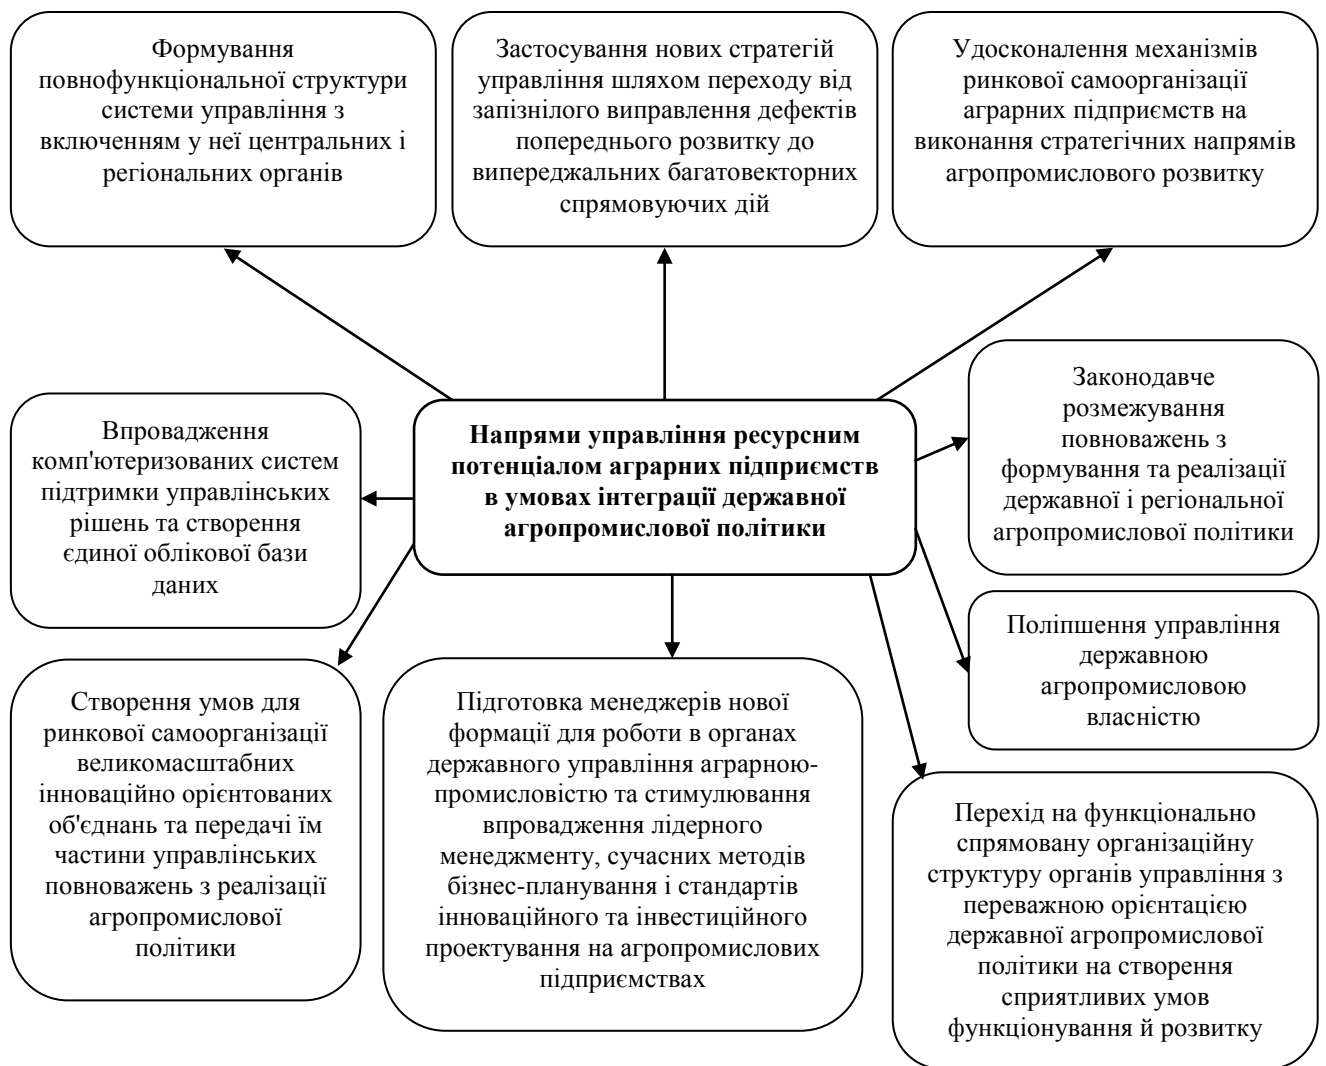 Формування
повнофункціональної структури
системи управління з
включенням у неї центральних і
регіональних органів
Застосування нових стратегій
управління шляхом переходу від
запізнілого виправлення дефектів
попереднього розвитку до
випереджальних багатовекторних
спрямовуючих дій
Удосконалення механізмів
ринкової самоорганізації
аграрних підприємств на
виконання стратегічних напрямів
агропромислового розвитку
Впровадження
комп'ютеризованих систем
підтримки управлінських
рішень та створення
єдиної облікової бази
даних
Напрями управління ресурсним
потенціалом аграрних підприємств
в умовах інтеграції державної
агропромислової політики
Законодавче
розмежування
повноважень з
формування та реалізації
державної і регіональної
агропромислової політики
Поліпшення управління
державною
агропромисловою
власністю
Створення умов для
ринкової самоорганізації
великомасштабних
інноваційно орієнтованих
об'єднань та передачі їм
частини управлінських
повноважень з реалізації
агропромислової
політики
Підготовка менеджерів нової
формації для роботи в органах
державного управління аграрною-
промисловістю та стимулювання
впровадження лідерного
менеджменту, сучасних методів
бізнес-планування і стандартів
інноваційного та інвестиційного
проектування на агропромислових
підприємствах
Перехід на функціонально
спрямовану організаційну
структуру органів управління з
переважною орієнтацією
державної агропромислової
політики на створення
сприятливих умов
функціонування й розвитку